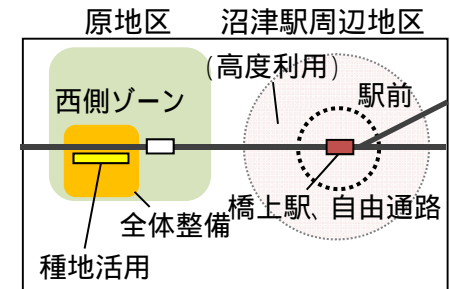 原地区 沼津駅周辺地区
(高度利用)
西側ゾーン 駅前
全体整備 橋上駅、自由通路
種地活用